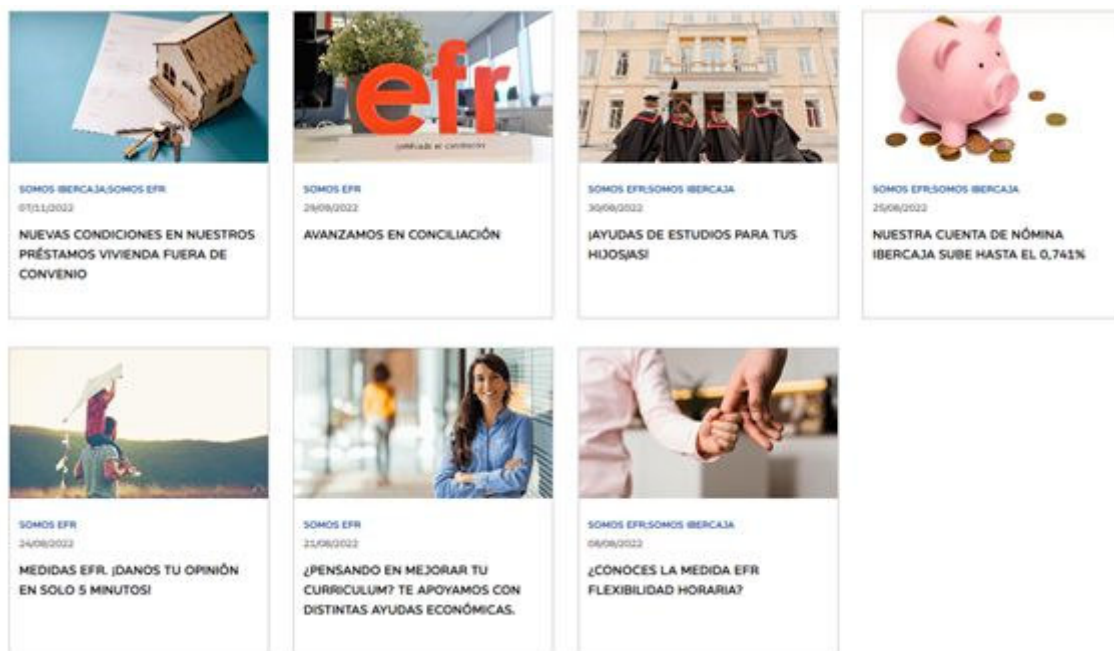 efr
SOMOS IBERCAJA;SOMOS EFR
07/11/2022
NUEVAS CONDICIONES EN NUESTROS
PRÉSTAMOS VIVIENDA FUERA DE
CONVENIO
SOMOS EFR
29/09/2022
AVANZAMOS EN CONCILIACIÓN
SOMOS EFR;SOMOS IBERCAJA
30/08/2022
¡AYUDAS DE ESTUDIOS PARA TUS
HIJOS/AS!
SOMOS EFR;SOMOS IBERCAJA
25/08/2022
NUESTRA CUENTA DE NÓMINA
IBERCAJA SUBE HASTA EL 0,741%
SOMOS EFR
24/08/2022
MEDIDAS EFR. ¡DANOS TU OPINIÓN
EN SOLO 5 MINUTOS!
SOMOS EFR
21/08/2022
¿PENSANDO EN MEJORAR TU
CURRICULUM? TE APOYAMOS CON
DISTINTAS AYUDAS ECONÓMICAS.
SOMOS EFR;SOMOS IBERCAJA
08/08/2022
¿CONOCES LA MEDIDA EFR
FLEXIBILIDAD HORARIA?